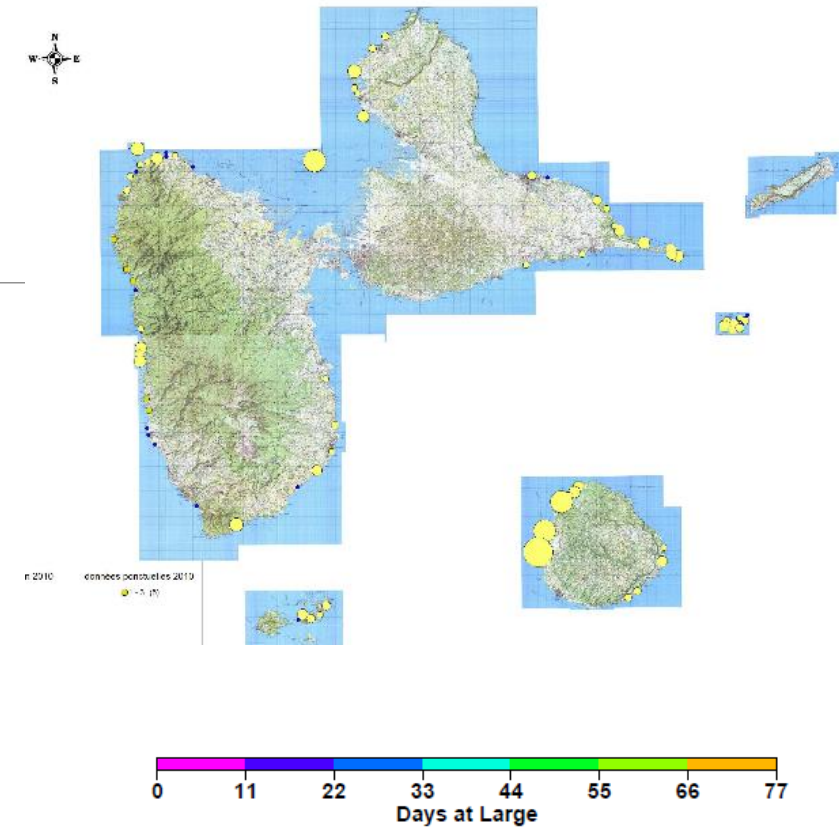 N
W E
S
n 2010 données ponctuelles 2010
0 11 22 33 44 55 66 77
Days at Large